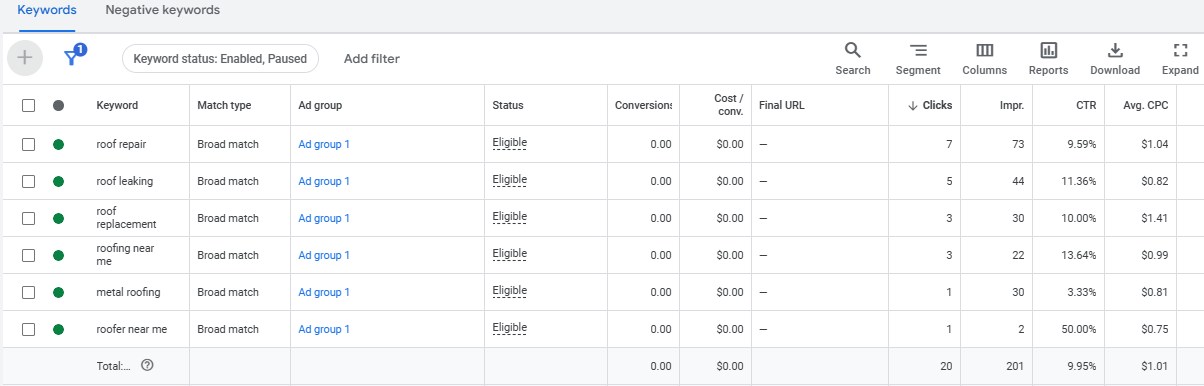 Keywords Negative keywords
1
Keyword status: Enabled, Paused Add filter
Search Segment Columns Reports Download Expand
Keyword Match type Ad group Status Conversions Cost / conv. Final URL Clicks Impr. CTR Avg. CPC
roof repair Broad match Ad group 1 Eligible 0.00 $0.00 — 7 73 9.59% $1.04
roof leaking Broad match Ad group 1 Eligible 0.00 $0.00 — 5 44 11.36% $0.82
roof replacement Broad match Ad group 1 Eligible 0.00 $0.00 — 3 30 10.00% $1.41
roofing near me Broad match Ad group 1 Eligible 0.00 $0.00 — 3 22 13.64% $0.99
metal roofing Broad match Ad group 1 Eligible 0.00 $0.00 — 1 30 3.33% $0.81
roofer near me Broad match Ad group 1 Eligible 0.00 $0.00 — 1 2 50.00% $0.75
Total:... ? 0.00 $0.00 20 201 9.95% $1.01